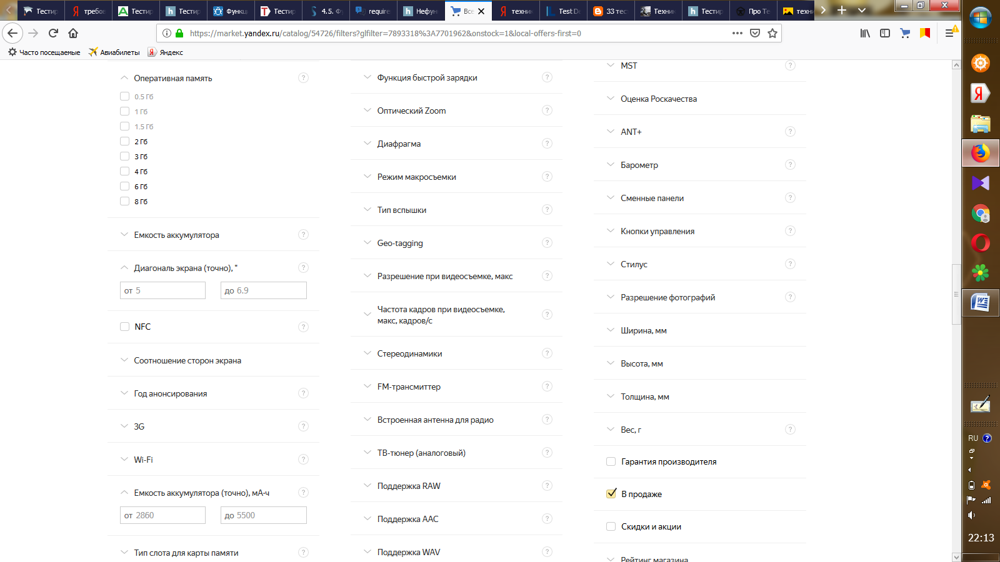 Тестир
требов
Тестир
Тестир
Функц
Тестир
4.5. Ф
require
Нефун
Все
техни
Test De
33 тес
Техни
Тестир
Про Те
техн
https://market.yandex.ru/catalog/54726/filters?glfilter=7893318%3A7701962&onstock=1&local-offers-first=0
Часто посещаемые
Авиабилеты
Яндекс
Оперативная память
0.5 Гб
1 Гб
1.5 Гб
2 Гб
3 Гб
4 Гб
6 Гб
8 Гб
Емкость аккумулятора
Диагональ экрана (точно), "
от 5
до 6.9
NFC
Соотношение сторон экрана
Год анонсирования
3G
Wi-Fi
Емкость аккумулятора (точно), мА·ч
от 2860
до 5500
Тип слота для карты памяти
Функция быстрой зарядки
Оптический Zoom
Диафрагма
Режим макросъемки
Тип вспышки
Geo-tagging
Разрешение при видеосъемке, макс
Частота кадров при видеосъемке,
макс, кадров/с
Стереодинамики
FM-трансмиттер
Встроенная антенна для радио
ТВ-тюнер (аналоговый)
Поддержка RAW
Поддержка AAC
Поддержка WAV
MST
Оценка Роскачества
ANT+
Барометр
Сменные панели
Кнопки управления
Стилус
Разрешение фотографий
Ширина, мм
Высота, мм
Толщина, мм
Вес, г
Гарантия производителя
В продаже
Скидки и акции
Рейтинг магазина
RU
22:13